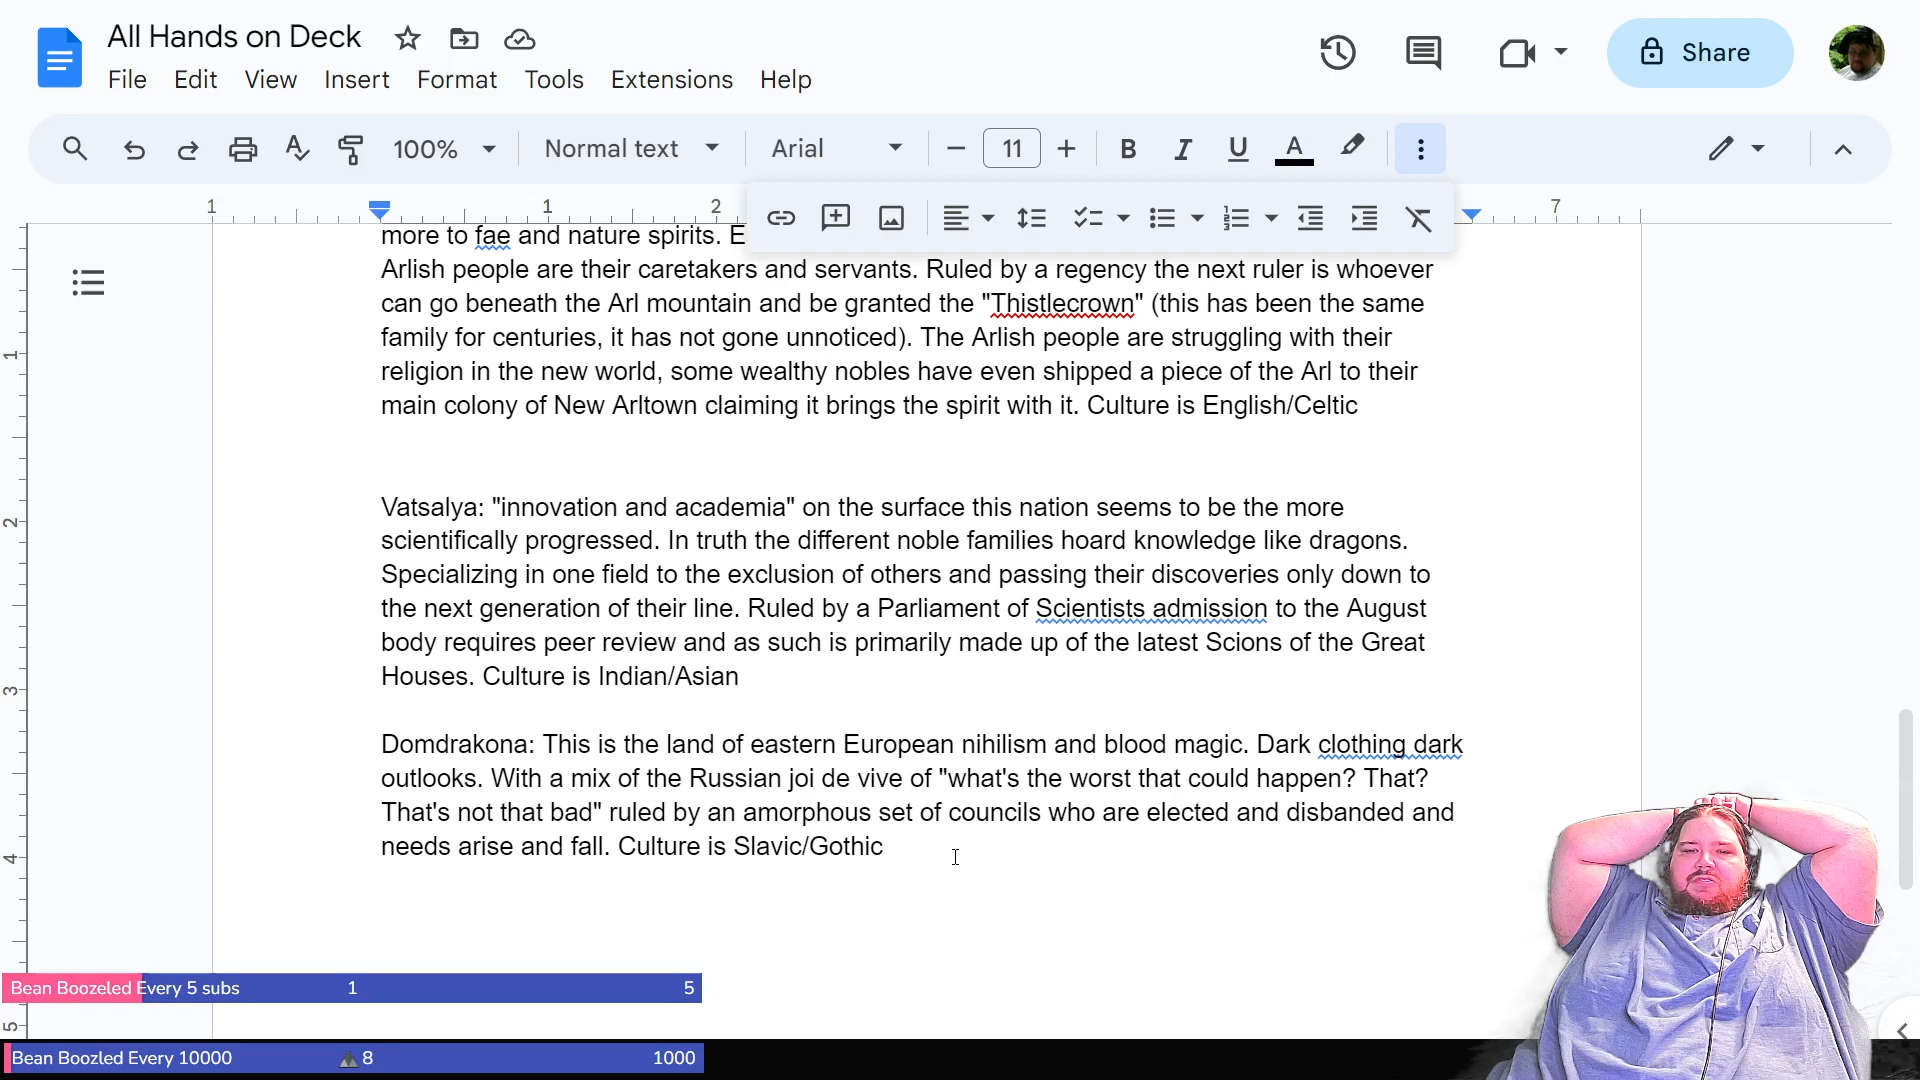 All Hands on Deck
Share
File Edit View Insert Format Tools Extensions Help
100% Normal text Arial 11 B I U A
1 1 2 7
more to fae and nature spirits. E
Arlish people are their caretakers and servants. Ruled by a regency the next ruler is whoever
can go beneath the Arl mountain and be granted the "Thistlecrown" (this has been the same
family for centuries, it has not gone unnoticed). The Arlish people are struggling with their
religion in the new world, some wealthy nobles have even shipped a piece of the Arl to their
main colony of New Arltown claiming it brings the spirit with it. Culture is English/Celtic
Vatsalya: "innovation and academia" on the surface this nation seems to be the more
scientifically progressed. In truth the different noble families hoard knowledge like dragons.
Specializing in one field to the exclusion of others and passing their discoveries only down to
the next generation of their line. Ruled by a Parliament of Scientists admission to the August
body requires peer review and as such is primarily made up of the latest Scions of the Great
Houses. Culture is Indian/Asian
Domdrakona: This is the land of eastern European nihilism and blood magic. Dark clothing dark
outlooks. With a mix of the Russian joi de vive of "what's the worst that could happen? That?
That's not that bad" ruled by an amorphous set of councils who are elected and disbanded and
needs arise and fall. Culture is Slavic/Gothic
1
2
3
4
5
Bean Boozeled Every 5 subs 1 5
Bean Boozled Every 10000 8 1000